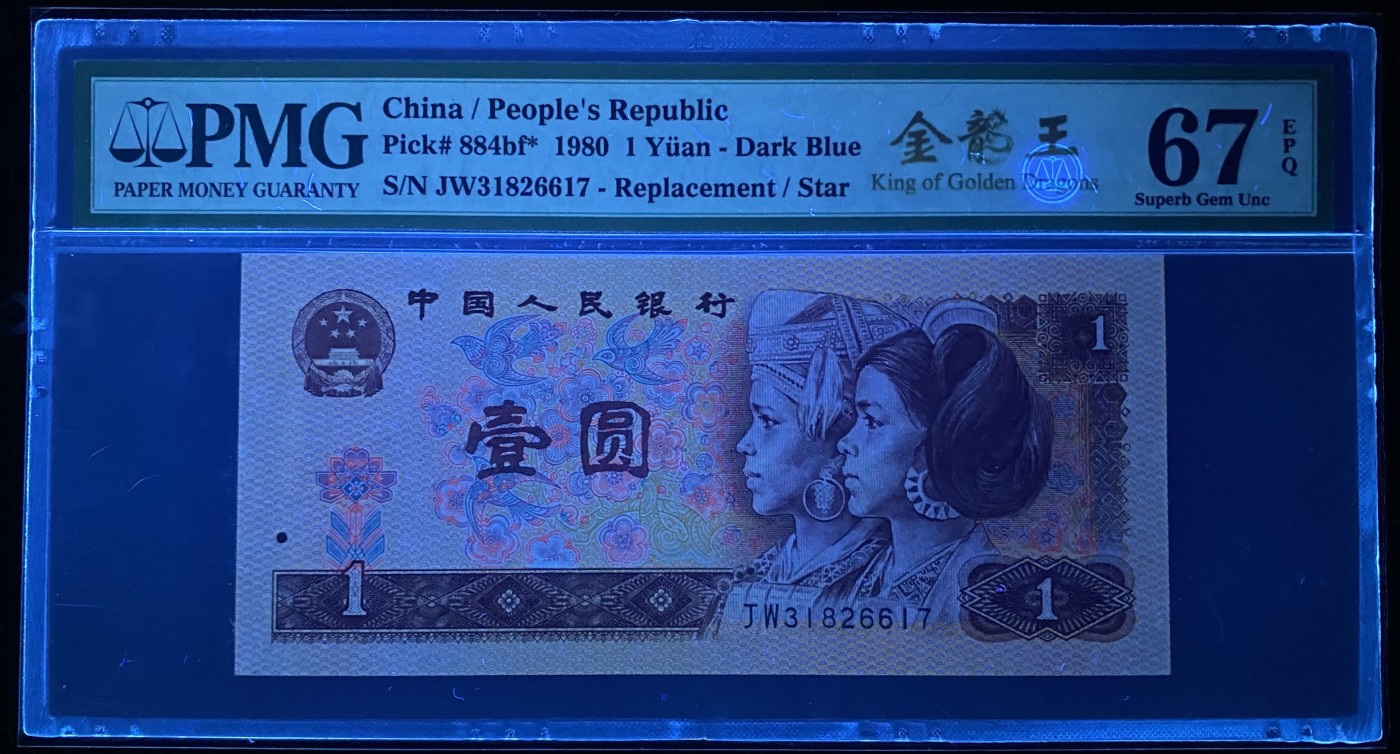 PMG
PAPER MONEY GUARANTY
China / People's Republic
Pick# 884bf* 1980 1 Yüan - Dark Blue
S/N JW31826617 - Replacement / Star
金龍王
King of Golden Dragons
67
EPQ
Superb Gem Unc
中国人民银行
1
壹圆
1
JW31826617
1